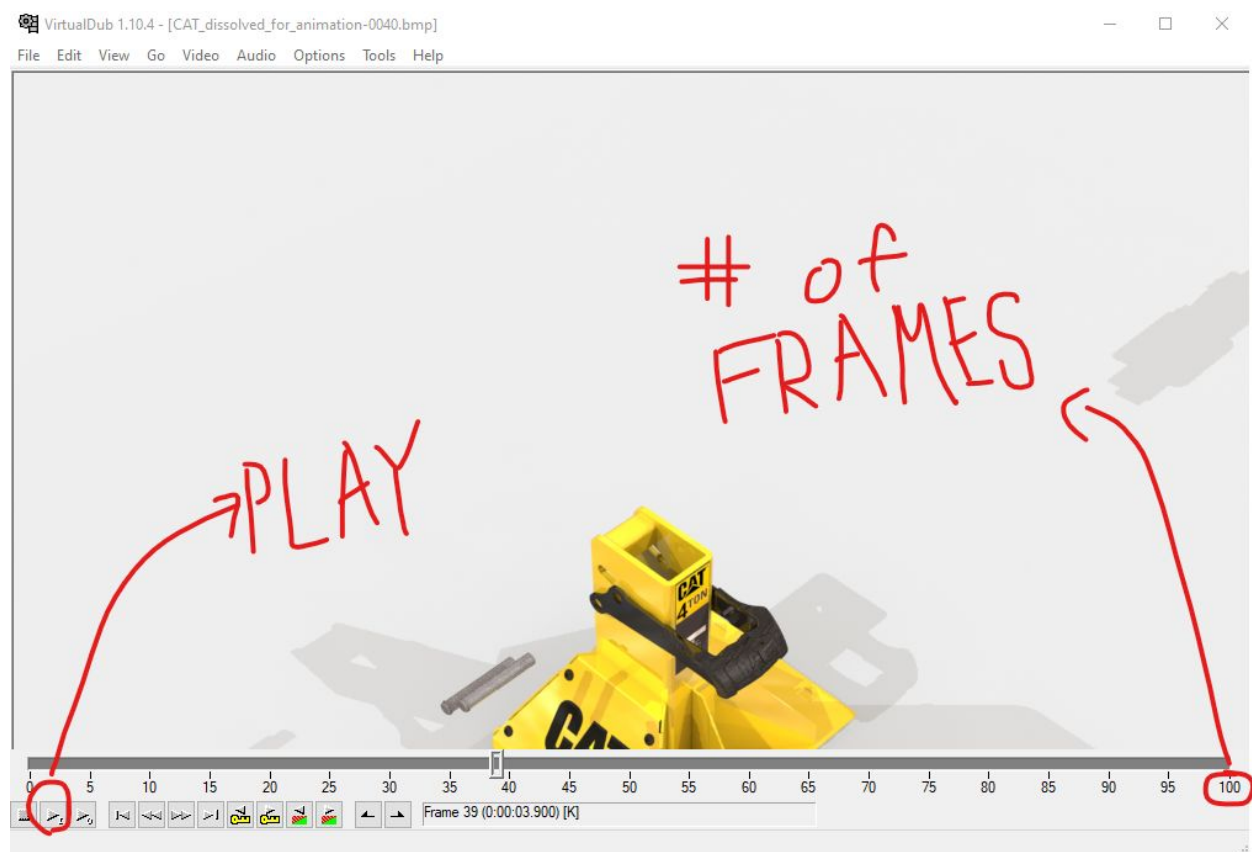 VirtualDub 1.10.4 - [CAT_dissolved_for_animation-0040.bmp]
File Edit View Go Video Audio Options Tools Help
# of
FRAMES
PLAY
CAT
4 TON
CAT
0 5 10 15 20 25 30 35 40 45 50 55 60 65 70 75 80 85 90 95 100
Frame 39 (0:00:03.900) [K]